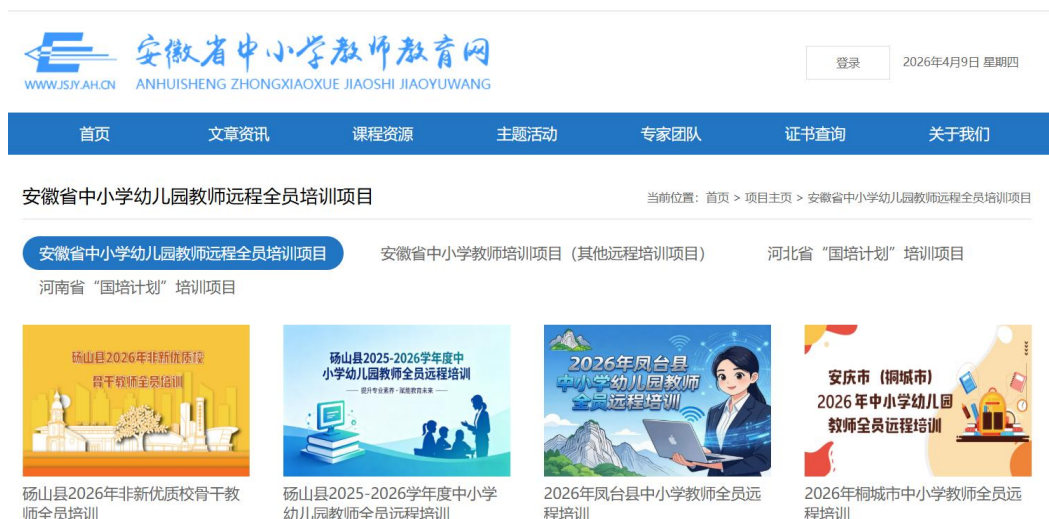 安徽省中小学教师教育网
WWW.JSJY.AH.CN
ANHUISHENG ZHONGXIAOXUE JIAOSHI JIAOYUWANG
登录
2026年4月9日 星期四
首页
文章资讯
课程资源
主题活动
专家团队
证书查询
关于我们
安徽省中小学幼儿园教师远程全员培训项目
当前位置：首页 > 项目主页 > 安徽省中小学幼儿园教师远程全员培训项目
安徽省中小学幼儿园教师远程全员培训项目
安徽省中小学教师培训项目（其他远程培训项目）
河北省“国培计划”培训项目
河南省“国培计划”培训项目
砀山县2026年非新优质校
骨干教师全员培训
砀山县2025-2026学年度中
小学幼儿园教师全员远程培训
—— 提升专业素养 · 赋能教育未来 ——
2026年凤台县
中小学幼儿园教师
全员远程培训
安庆市（桐城市）
2026 年中小学幼儿园
教师全员远程培训
砀山县2026年非新优质校骨干教
师全员培训
砀山县2025-2026学年度中小学
幼儿园教师全员远程培训
2026年凤台县中小学教师全员远
程培训
2026年桐城市中小学教师全员远
程培训